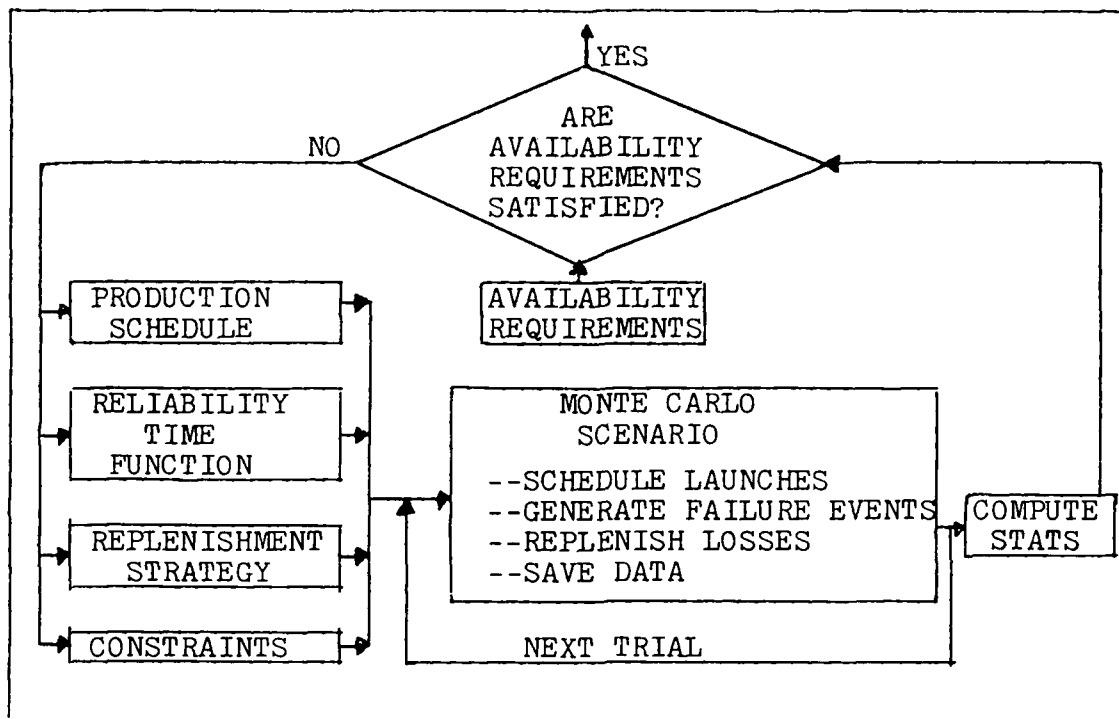 YES
ARE
AVAILABILITY
REQUIREMENTS
SATISFIED?
NO
PRODUCTION
SCHEDULE
AVAILABILITY
REQUIREMENTS
RELIABILITY
TIME
FUNCTION
MONTE CARLO
SCENARIO
--SCHEDULE LAUNCHES
--GENERATE FAILURE EVENTS
--REPLENISH LOSSES
--SAVE DATA
REPLENISHMENT
STRATEGY
COMPUTE
STATS
CONSTRAINTS
NEXT TRIAL